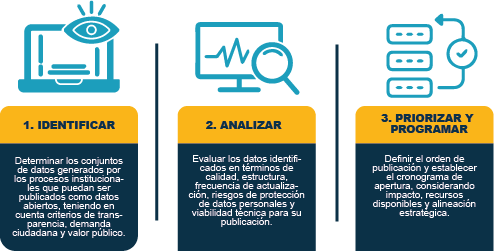 1. IDENTIFICAR
Determinar los conjuntos
de datos generados por
los procesos instituciona-
les que puedan ser
publicados como datos
abiertos, teniendo en
cuenta criterios de trans-
parencia, demanda
ciudadana y valor público.
2. ANALIZAR
Evaluar los datos identifi-
cados en términos de
calidad, estructura,
frecuencia de actualiza-
ción, riesgos de protección
de datos personales y
viabilidad técnica para su
publicación.
3. PRIORIZAR Y
PROGRAMAR
Definir el orden de
publicación y establecer
el cronograma de
apertura, considerando
impacto, recursos
disponibles y alineación
estratégica.